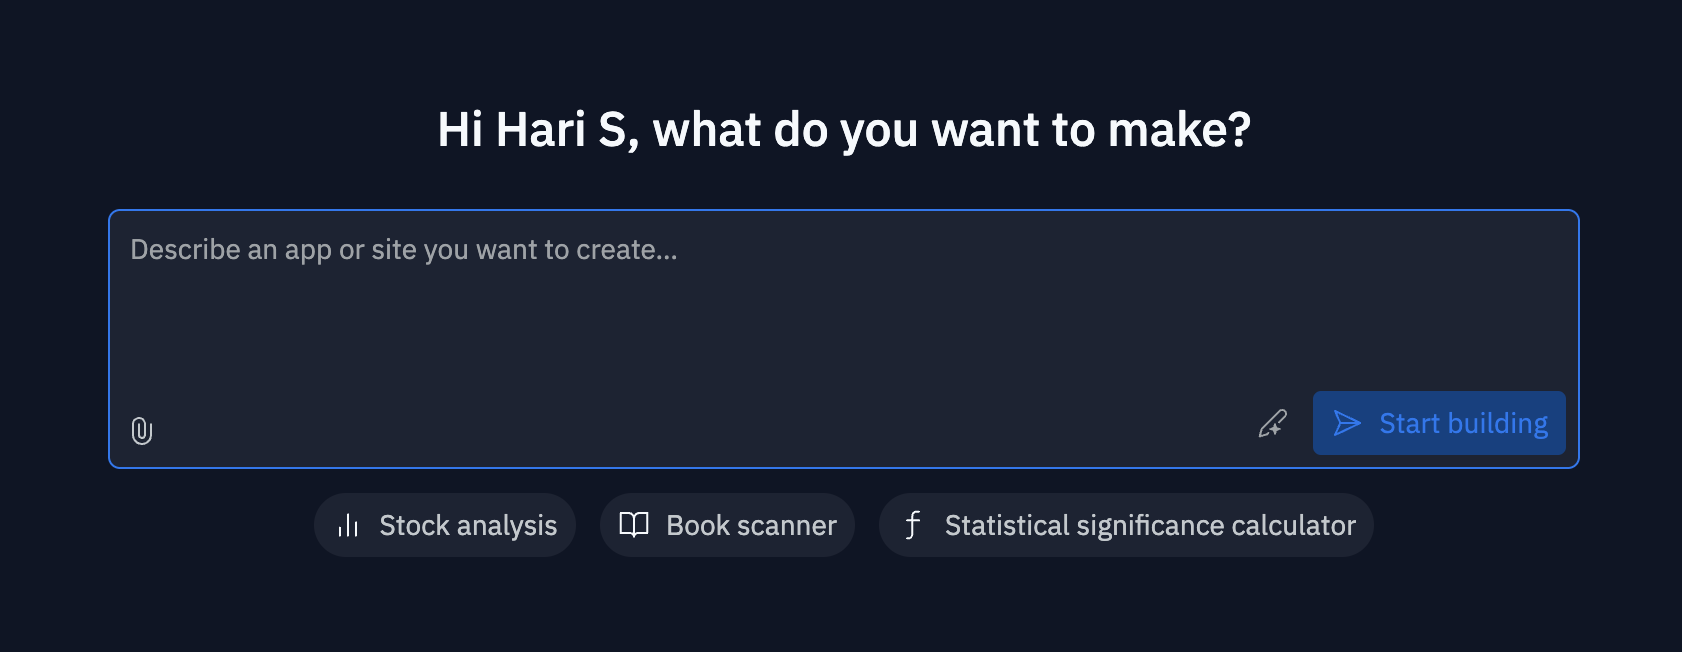 Hi Hari S, what do you want to make?
Describe an app or site you want to create...
Start building
Stock analysis
Book scanner
Statistical significance calculator